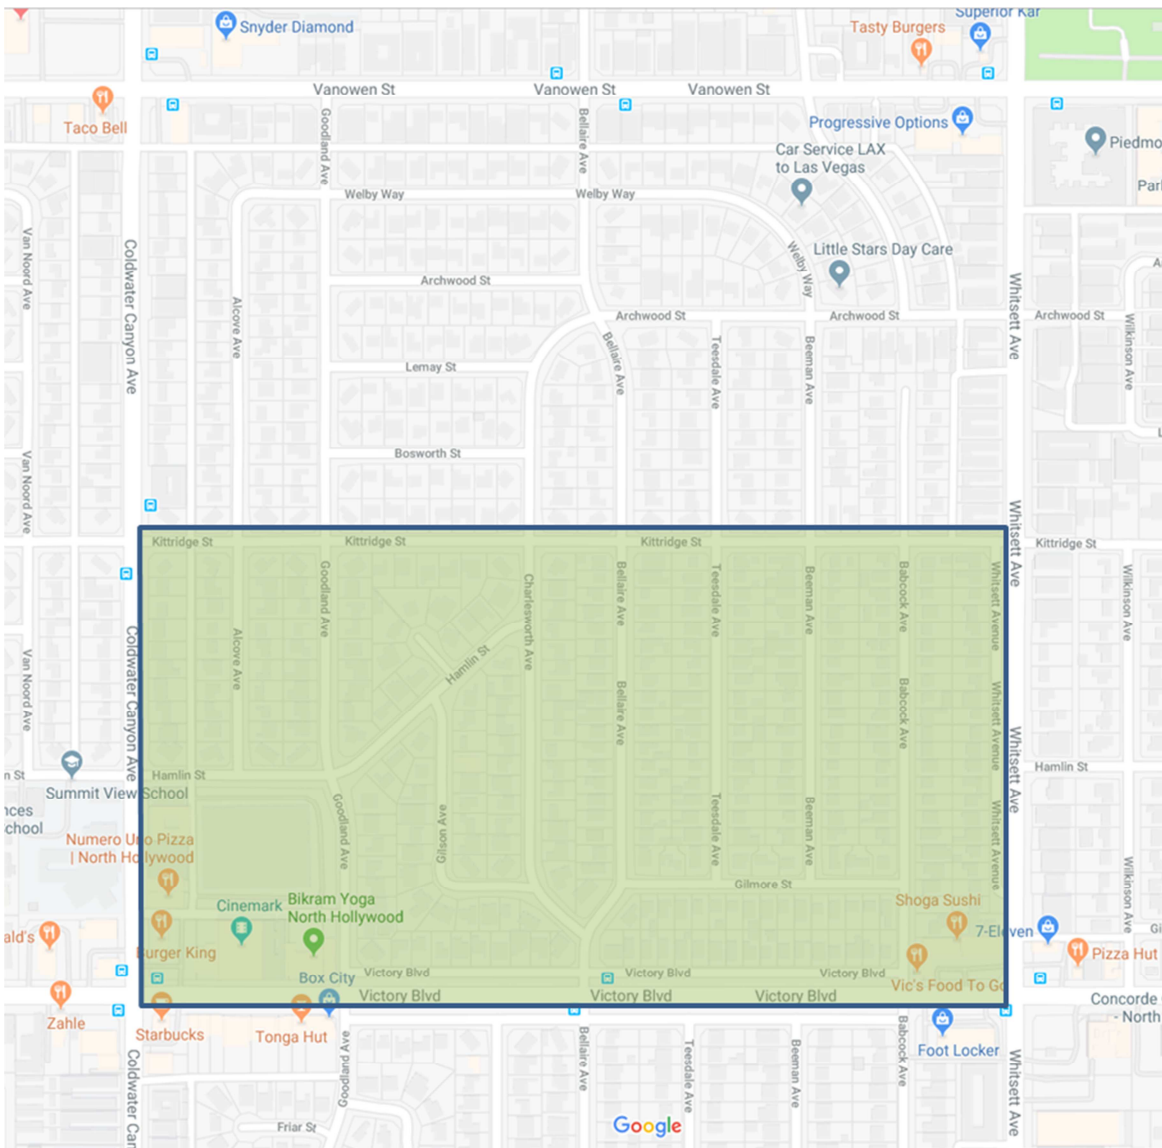 Snyder Diamond
Tasty Burgers
Superior Kar
Vanowen St
Vanowen St
Vanowen St
Taco Bell
Goodland Ave
Bellaire Ave
Progressive Options
Car Service LAX
to Las Vegas
Piedmo
Parl
Welby Way
Welby Way
Welby Way
Little Stars Day Care
Van Noord Ave
Coldwater Canyon Ave
Alcove Ave
Archwood St
Archwood St
Archwood St
Archwood St
Whitsett Ave
Wilkinson Ave
Bellaire Ave
Teesdale Ave
Beeman Ave
Lemay St
Bosworth St
Van Noord Ave
Whitsett Ave
Kittridge St
Kittridge St
Kittridge St
Kittridge St
Goodland Ave
Charlesworth Ave
Bellaire Ave
Teesdale Ave
Beeman Ave
Babcock Ave
Whitsett Avenue
Wilkinson Ave
Alcove Ave
Coldwater Canyon Ave
Van Noord Ave
Hamlin St
Bellaire Ave
Babcock Ave
Whitsett Avenue
Whitsett Ave
n St
Hamlin St
Hamlin St
Summit View School
nces
chool
Goodland Ave
Gilson Ave
Teesdale Ave
Beeman Ave
Whitsett Avenue
Numero Uno Pizza
| North Hollywood
Wilkinson Ave
Gilmore St
Cinemark
Bikram Yoga
North Hollywood
Shoga Sushi
7-Eleven
Gi
ald's
Burger King
Pizza Hut
Victory Blvd
Victory Blvd
Victory Blvd
Box City
Vic's Food To Go
Victory Blvd
Victory Blvd
Victory Blvd
Concorde
- North
Zahle
Starbucks
Tonga Hut
Foot Locker
Coldwater Can
Goodland Ave
Bellaire Ave
Teesdale Ave
Beeman Ave
Babcock Ave
Whitsett Ave
Friar St
Google